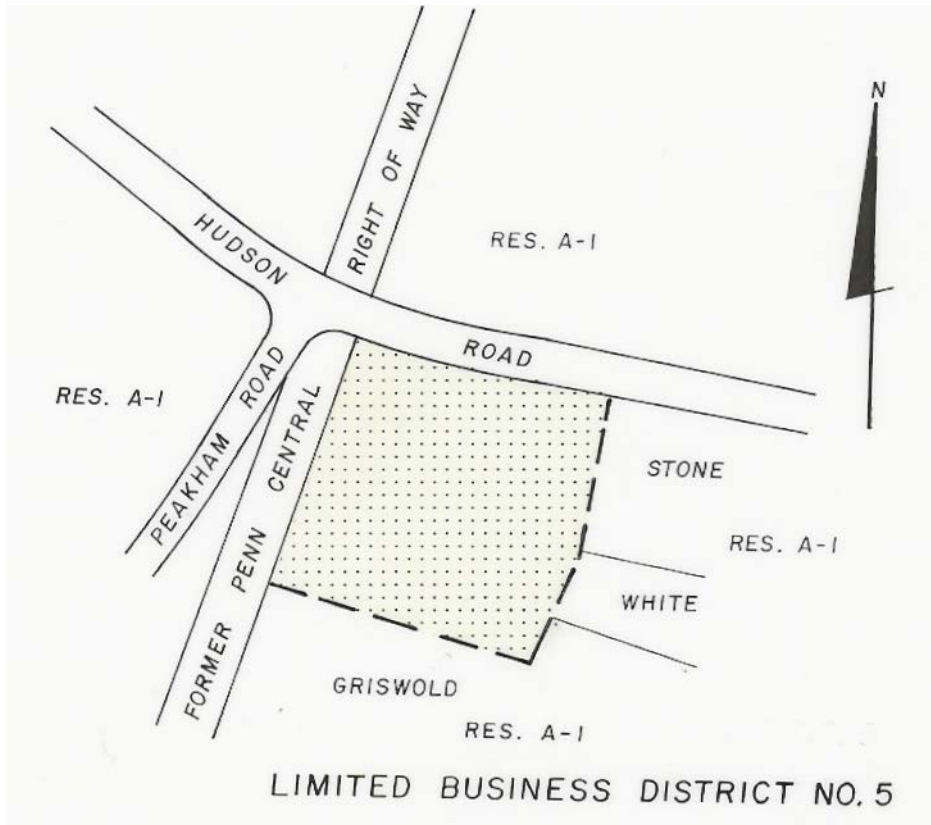 N
RIGHT OF WAY
HUDSON
RES. A-1
ROAD
RES. A-1
PEAKHAM ROAD
FORMER PENN CENTRAL
STONE
RES. A-1
WHITE
GRISWOLD
RES. A-1
LIMITED BUSINESS DISTRICT NO. 5